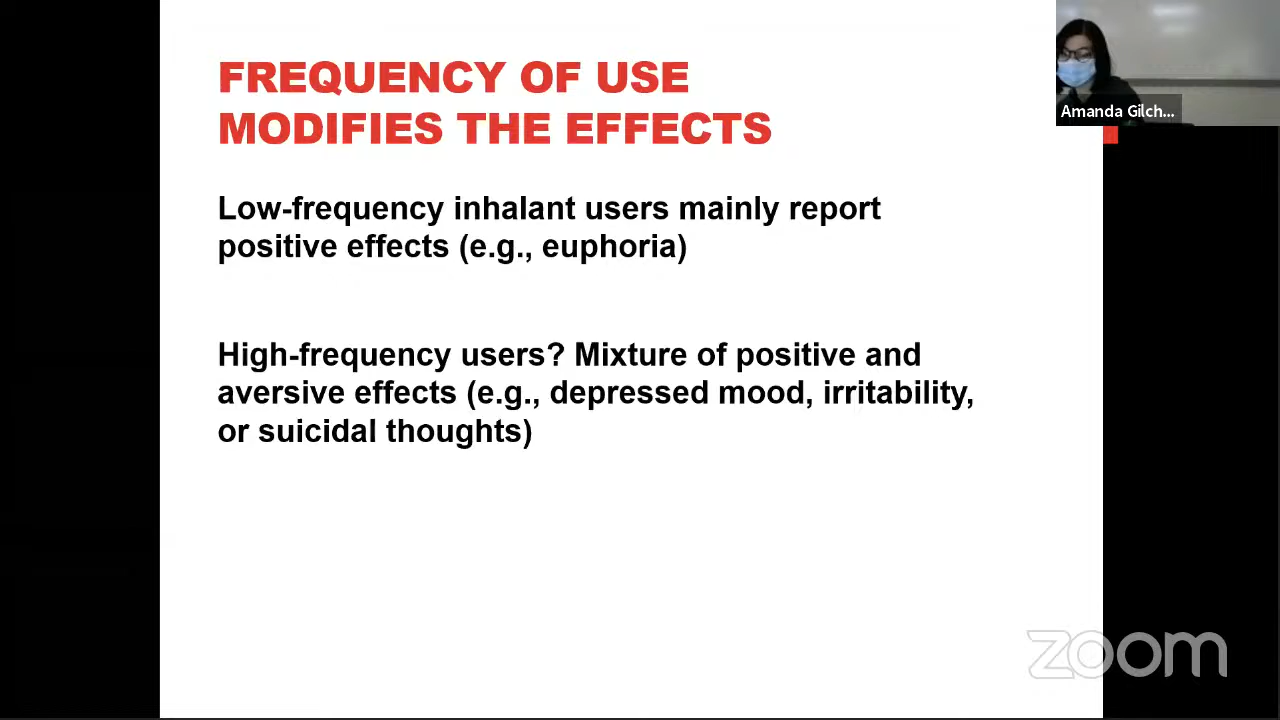 FREQUENCY OF USE
MODIFIES THE EFFECTS
Low-frequency inhalant users mainly report
positive effects (e.g., euphoria)
High-frequency users? Mixture of positive and
aversive effects (e.g., depressed mood, irritability,
or suicidal thoughts)
Amanda Gilch...
zoom